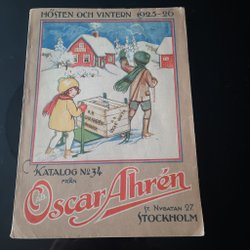 HÖSTEN OCH VINTERN 1925-26
KATALOG No 34
FRÅN
Oscar Ahrén
ST. NYGATAN 27.
STOCKHOLM